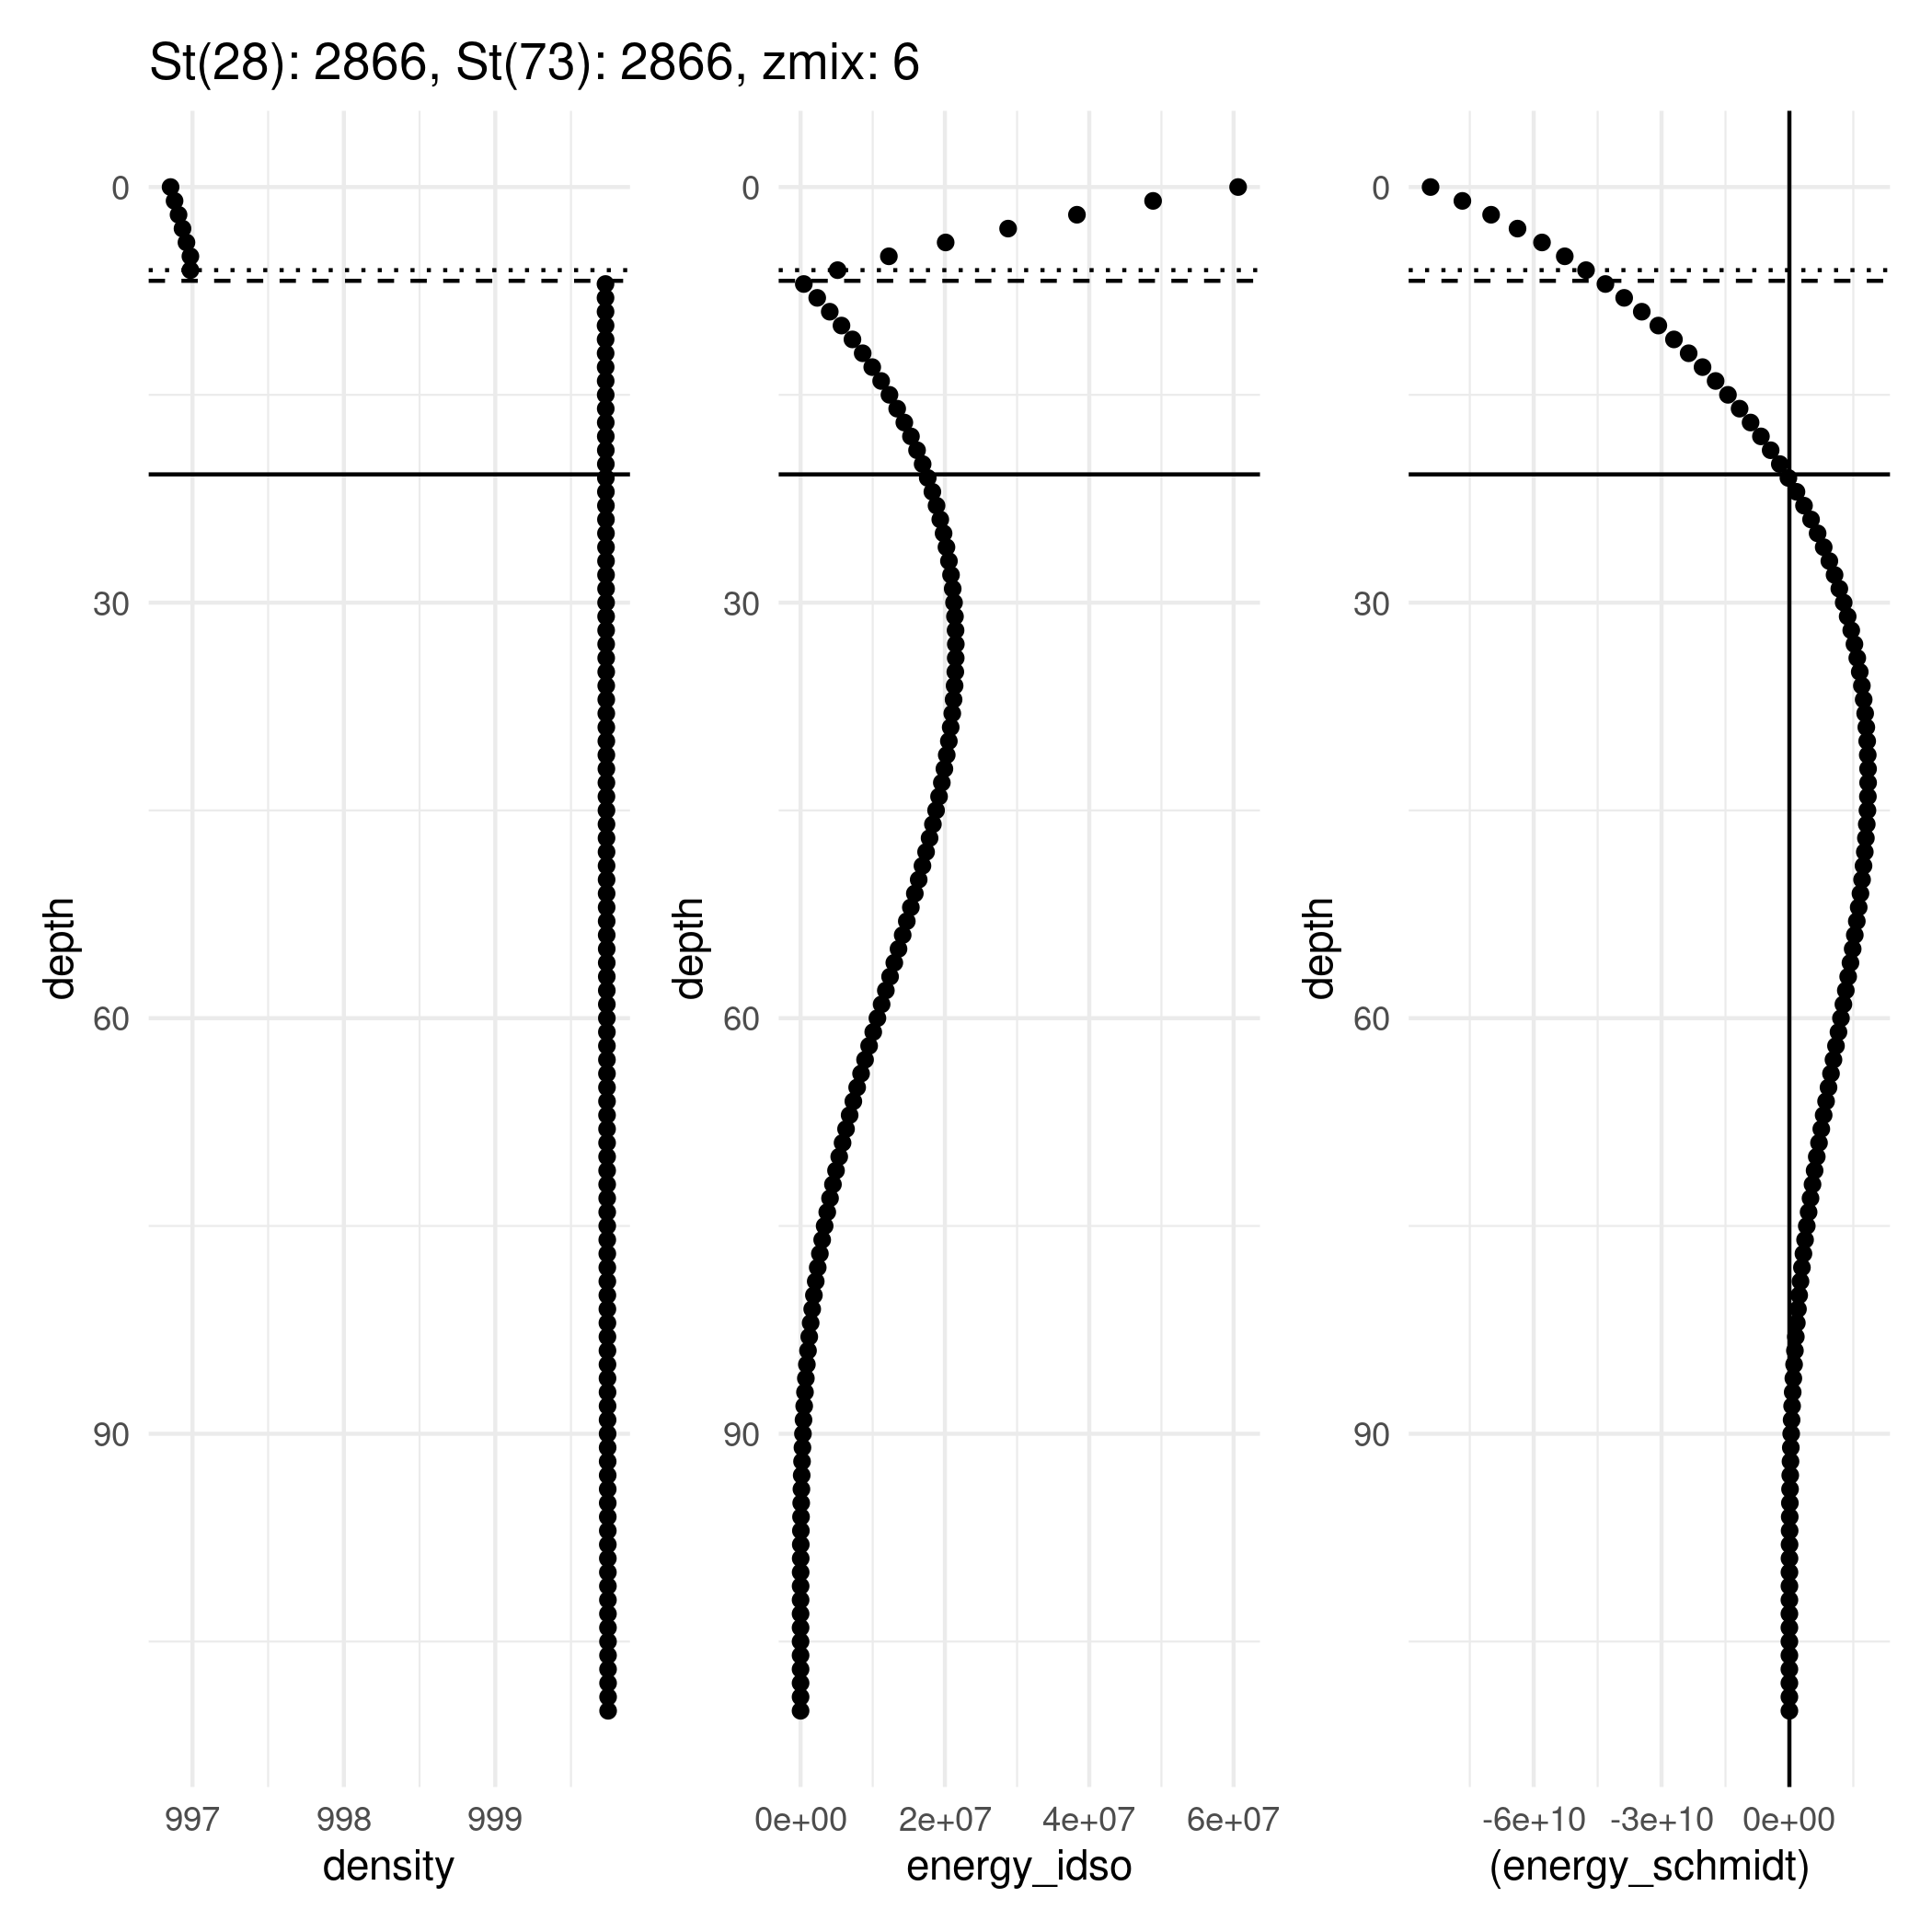 St(28): 2866, St(73): 2866, zmix: 6
0
30
60
90
depth
997 998 999
density
0
30
60
90
depth
0e+00 2e+07 4e+07 6e+07
energy_idso
0
30
60
90
depth
-6e+10 -3e+10 0e+00
(energy_schmidt)